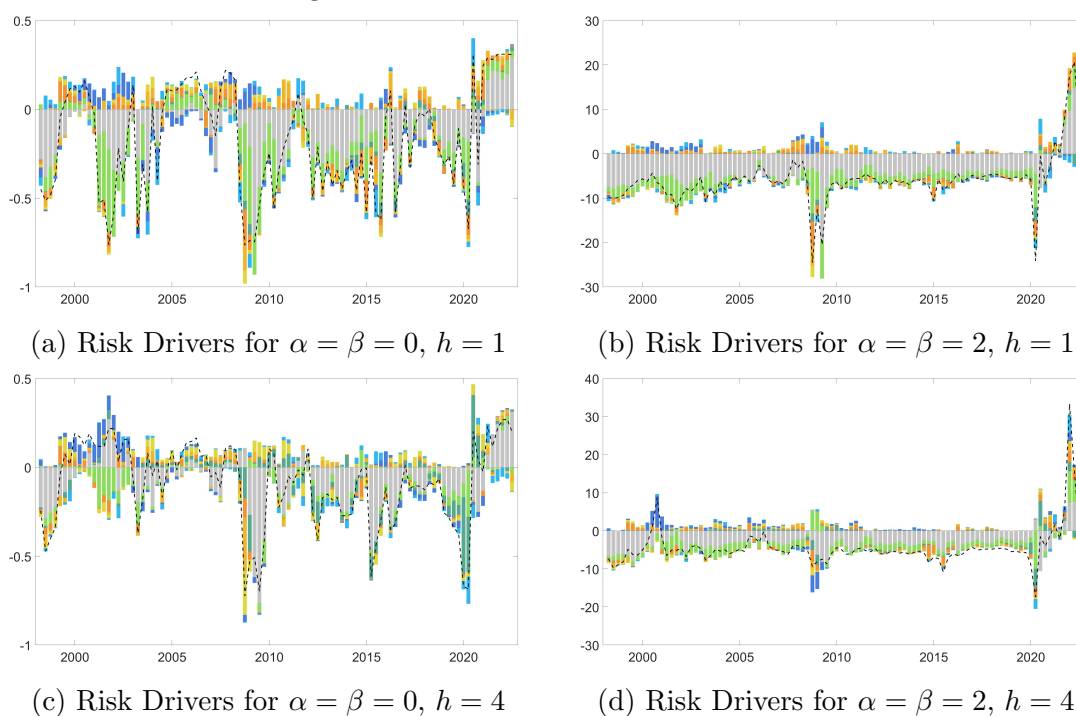 0.5
0
-0.5
-1
2000 2005 2010 2015 2020
30
20
10
0
-10
-20
-30
2000 2005 2010 2015 2020
(a) Risk Drivers for α = β = 0, h = 1
(b) Risk Drivers for α = β = 2, h = 1
0.5
0
-0.5
-1
2000 2005 2010 2015 2020
40
30
20
10
0
-10
-20
-30
2000 2005 2010 2015 2020
(c) Risk Drivers for α = β = 0, h = 4
(d) Risk Drivers for α = β = 2, h = 4